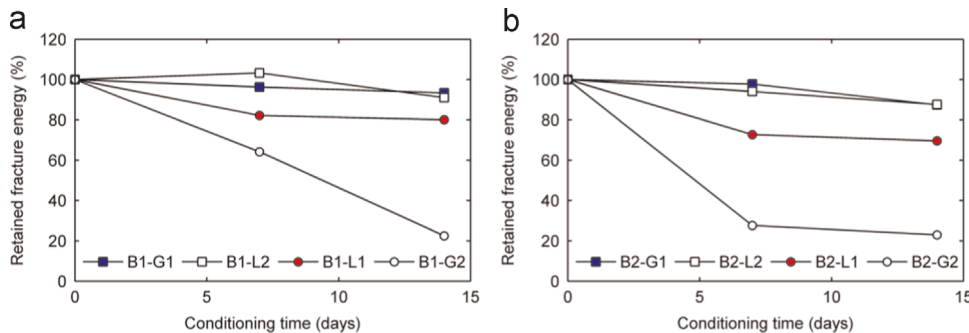 a
Retained fracture energy (%)
120
100
80
60
40
20
0
B1-G1 B1-L2 B1-L1 B1-G2
0 5 10 15
Conditioning time (days)
b
Retained fracture energy (%)
120
100
80
60
40
20
0
B2-G1 B2-L2 B2-L1 B2-G2
0 5 10 15
Conditioning time (days)